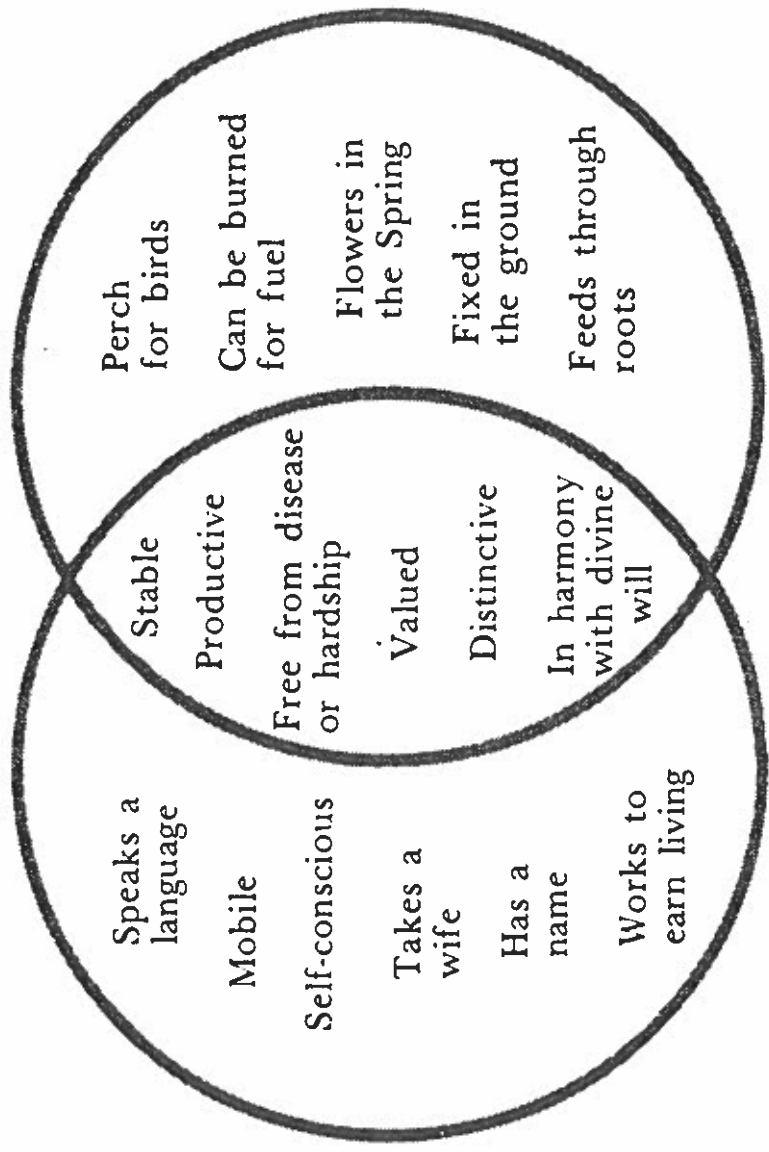 Speaks a
language
Mobile
Self-conscious
Takes a
wife
Has a
name
Works to
earn living
Stable
Productive
Free from disease
or hardship
Valued
Distinctive
In harmony
with divine
will
Perch
for birds
Can be burned
for fuel
Flowers in
the Spring
Fixed in
the ground
Feeds through
roots